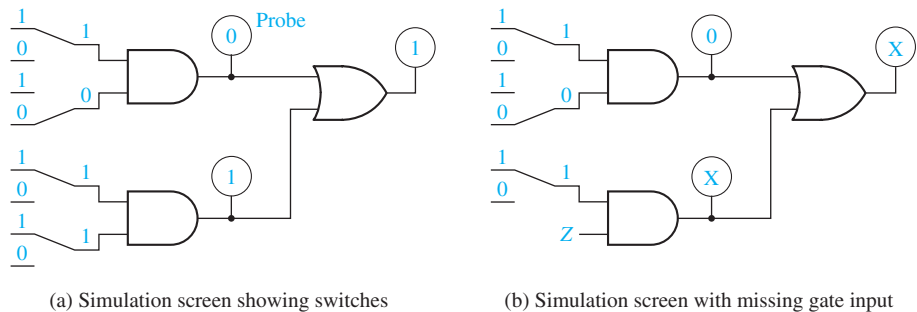 1 Probe 1
1 0 1 1 0 X
0 0
1 1
0 0 0 0
1 1
1 1 1 X
0 0
1 Z
1
0
(a) Simulation screen showing switches
(b) Simulation screen with missing gate input